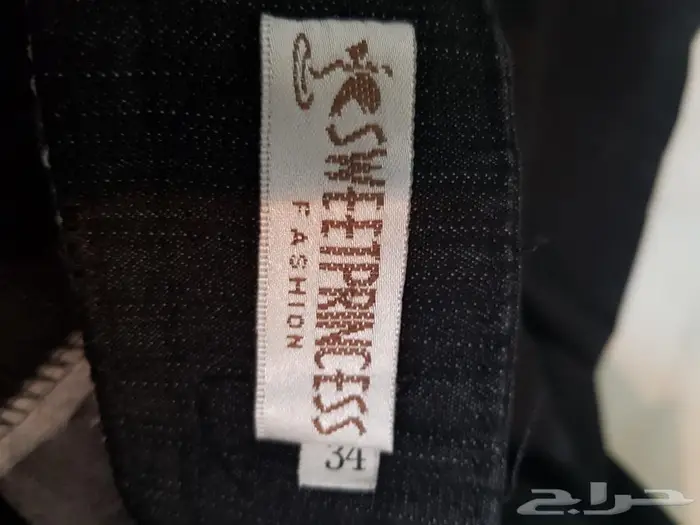 SWEETPRINCESS
FASHION
34
حراج